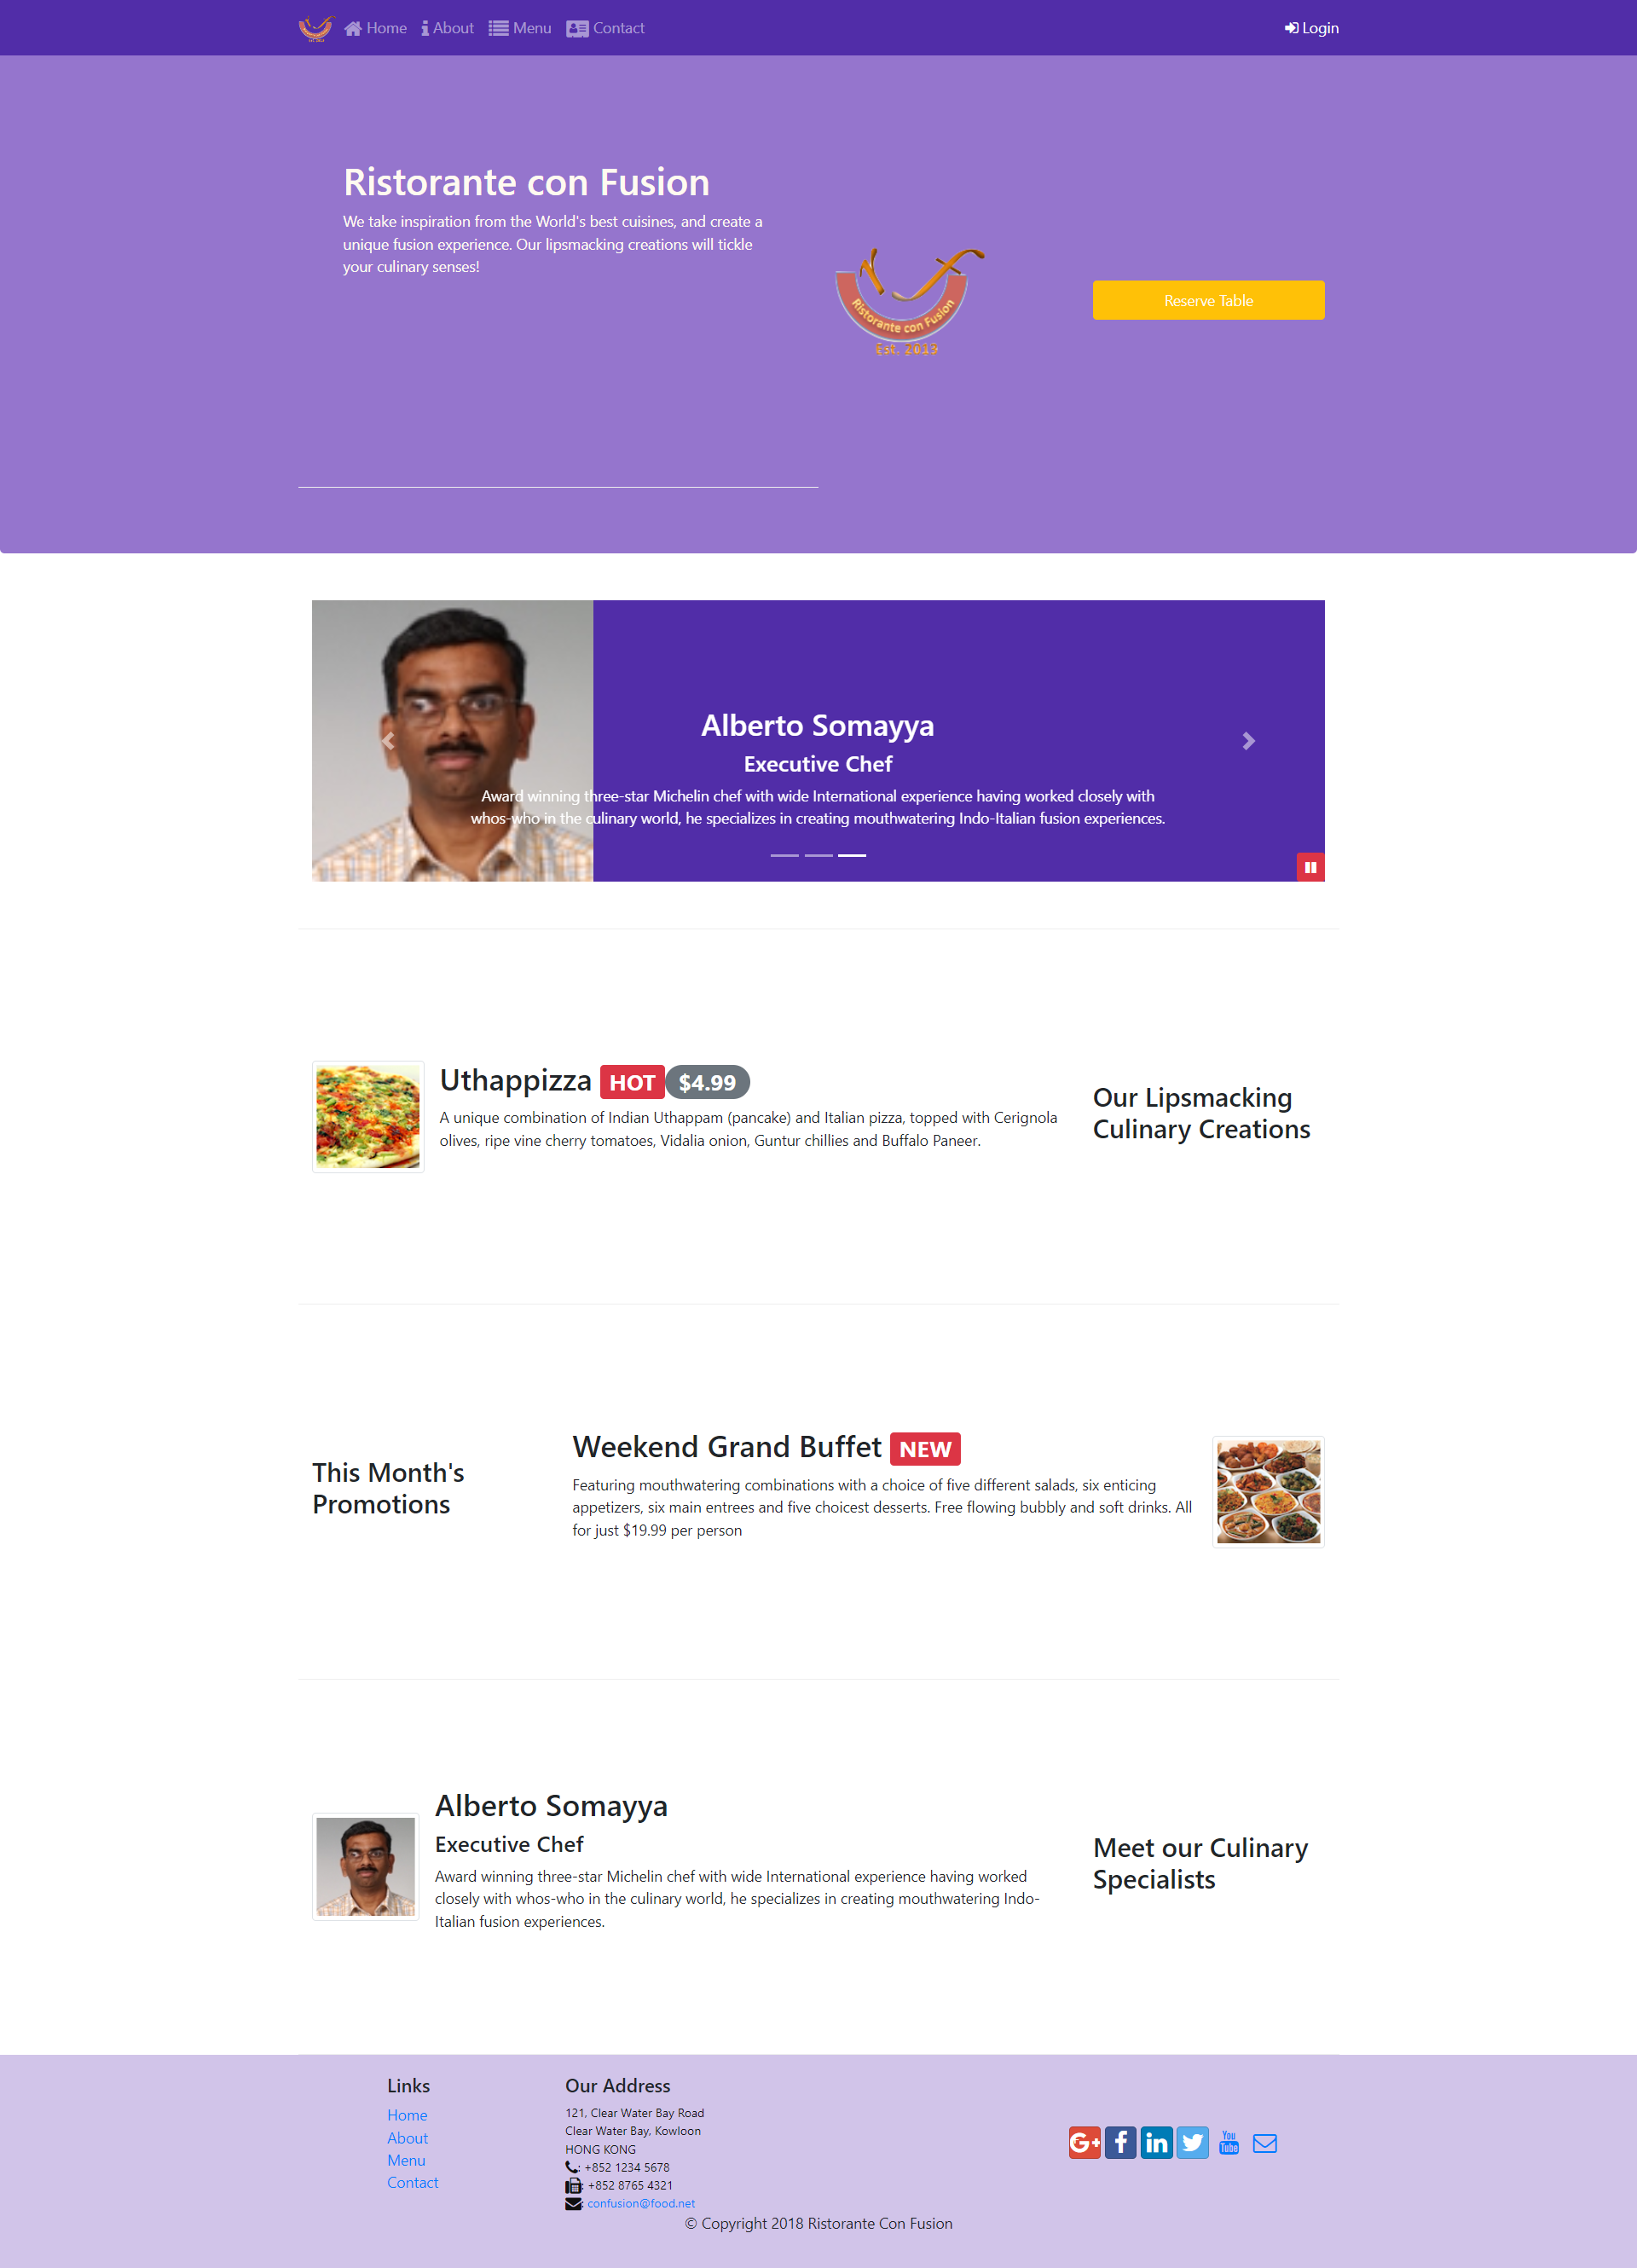 Home About Menu Contact Login
Ristorante con Fusion
We take inspiration from the World's best cuisines, and create a
unique fusion experience. Our lipsmacking creations will tickle
your culinary senses!
Ristorante con Fusion
Est. 2013
Reserve Table
Alberto Somayya
Executive Chef
Award winning three-star Michelin chef with wide International experience having worked closely with
whos-who in the culinary world, he specializes in creating mouthwatering Indo-Italian fusion experiences.
Uthappizza HOT $4.99
A unique combination of Indian Uthappam (pancake) and Italian pizza, topped with Cerignola
olives, ripe vine cherry tomatoes, Vidalia onion, Guntur chillies and Buffalo Paneer.
Our Lipsmacking
Culinary Creations
This Month's
Promotions
Weekend Grand Buffet NEW
Featuring mouthwatering combinations with a choice of five different salads, six enticing
appetizers, six main entrees and five choicest desserts. Free flowing bubbly and soft drinks. All
for just $19.99 per person
Alberto Somayya
Executive Chef
Award winning three-star Michelin chef with wide International experience having worked
closely with whos-who in the culinary world, he specializes in creating mouthwatering Indo-
Italian fusion experiences.
Meet our Culinary
Specialists
Links
Home
About
Menu
Contact
Our Address
121, Clear Water Bay Road
Clear Water Bay, Kowloon
HONG KONG
: +852 1234 5678
: +852 8765 4321
: confusion@food.net
G+ f in You Tube
© Copyright 2018 Ristorante Con Fusion